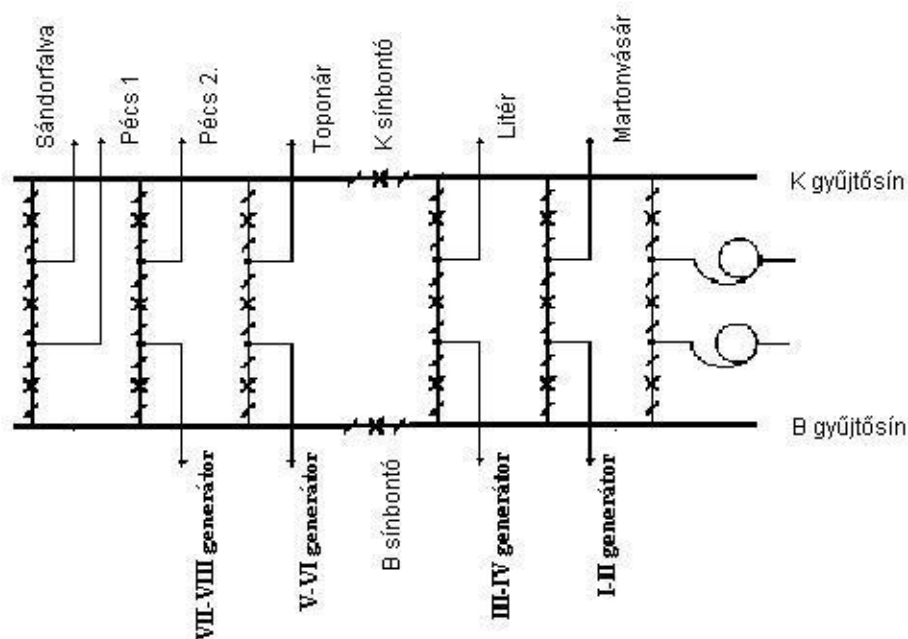 Sándorfalva
Pécs 1
Pécs 2.
Toponár
K sínbontó
Litér
Martonvásár
K gyűjtősín
B gyűjtősín
VII-VIII generátor
V-VI generátor
B sínbontó
III-IV generátor
I-II generátor